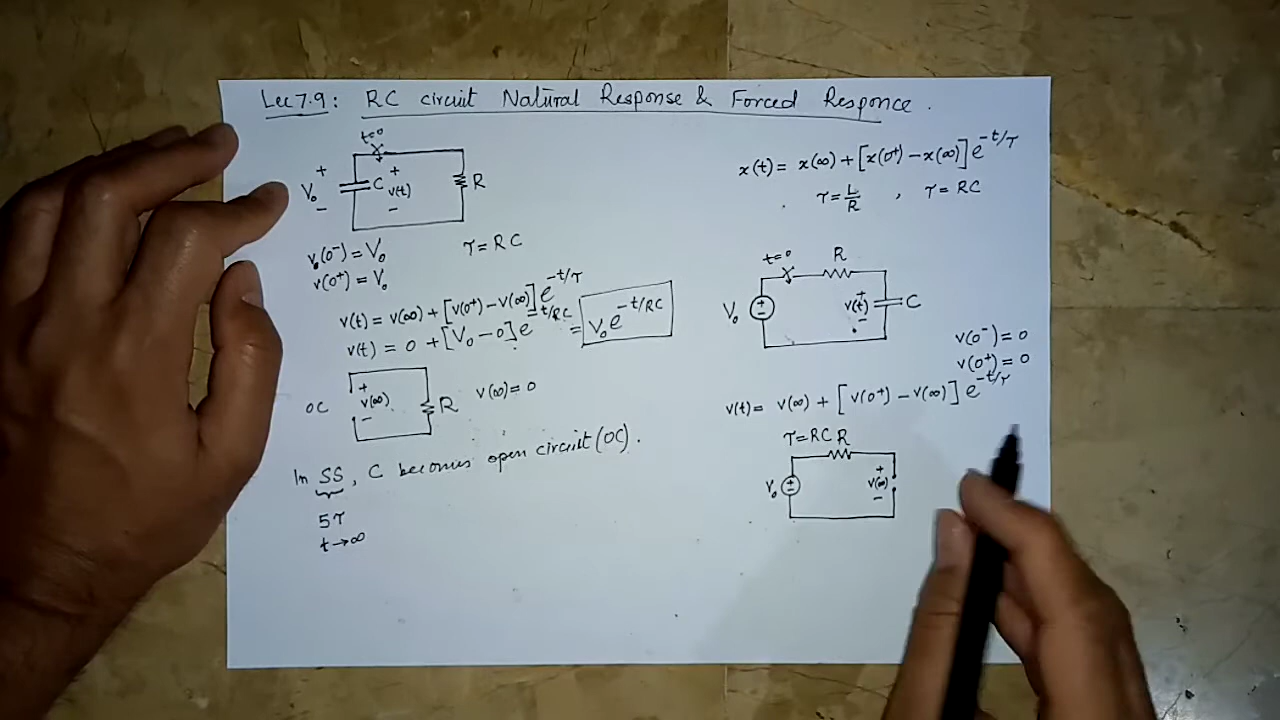 Lec 7.9: RC circuit Natural Response & Forced Responce.
t=0
+
V₀
−
C
+
v(t)
−
R
v₀(0⁻) = V₀
v(0⁺) = V₀
τ = RC
v(t) = v(∞) + [v(0⁺) − v(∞)] e^(−t/τ)
v(t) = 0 + [V₀ − 0] e^(−t/RC) = V₀ e^(−t/RC)
OC
+
v(∞)
−
R
v(∞) = 0
In SS, C becomes open circuit (OC).
5τ
t→∞
x(t) = x(∞) + [x(0⁺) − x(∞)] e^(−t/τ)
τ = L/R , τ = RC
t=0
R
V₀
+
−
+
v(t)
−
C
v(0⁻) = 0
v(0⁺) = 0
v(t) = v(∞) + [v(0⁺) − v(∞)] e^(−t/τ)
τ = RC
R
V₀
+
−
+
v(∞)
−